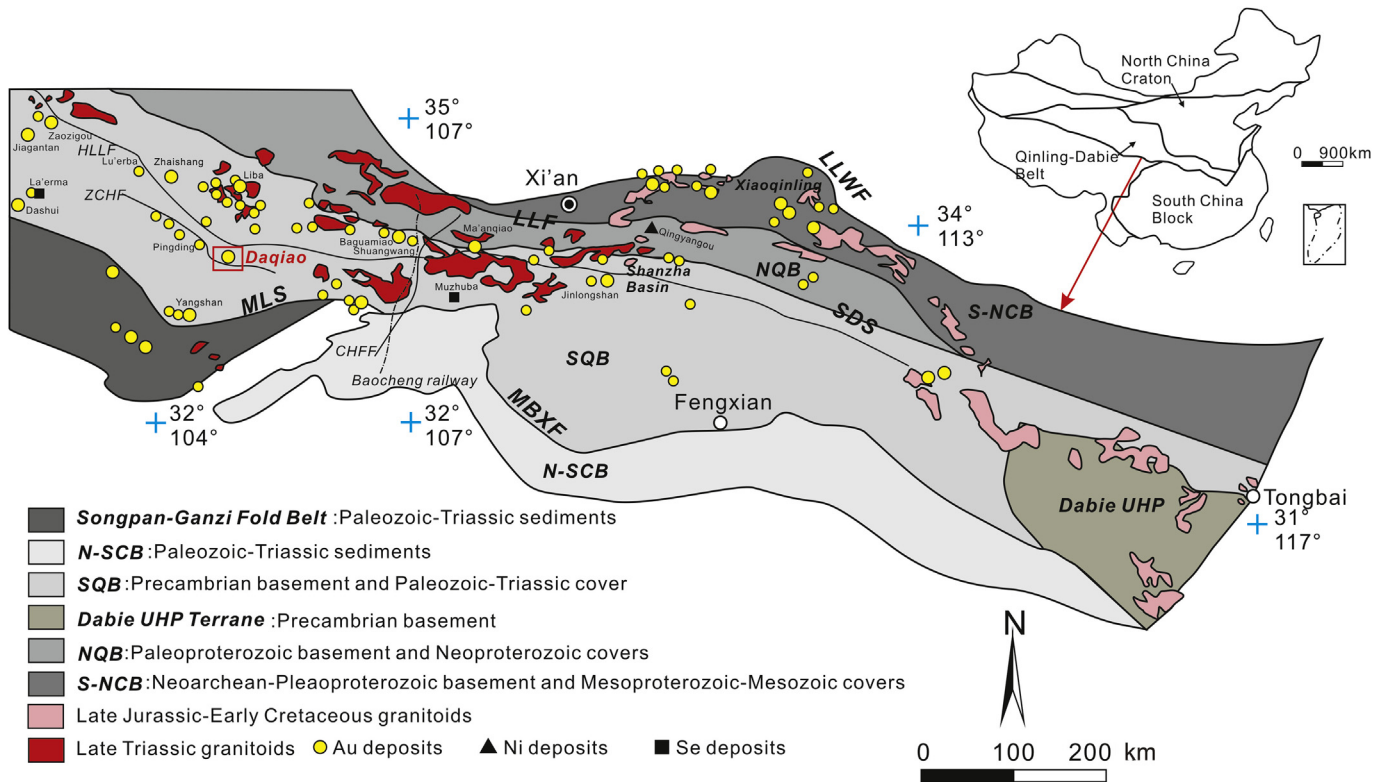 North China
Craton
Qinling-Dabie
Belt
South China
Block
0 900km
35°
107°
Zaozigou
Jiagantan
HLLF
Lu'erba
Zhaishang
Liba
La'erma
ZCHF
Dashui
Pingding
Daqiao
Baguamiao
Shuangwang
Ma'anqiao
Xi'an
LLF
Xiaoqinling
LLWF
34°
113°
Qingyangou
NQB
Shanzha
Basin
Jinlongshan
Muzhuba
Yangshan
MLS
SDS
S-NCB
CHFF
Baocheng railway
SQB
MBXF
Fengxian
N-SCB
32°
104°
32°
107°
Dabie UHP
Tongbai
31°
117°
Songpan-Ganzi Fold Belt :Paleozoic-Triassic sediments
N-SCB:Paleozoic-Triassic sediments
SQB:Precambrian basement and Paleozoic-Triassic cover
Dabie UHP Terrane :Precambrian basement
NQB:Paleoproterozoic basement and Neoproterozoic covers
S-NCB:Neoarchean-Pleaoproterozoic basement and Mesoproterozoic-Mesozoic covers
Late Jurassic-Early Cretaceous granitoids
Late Triassic granitoids Au deposits Ni deposits Se deposits
N
0 100 200 km